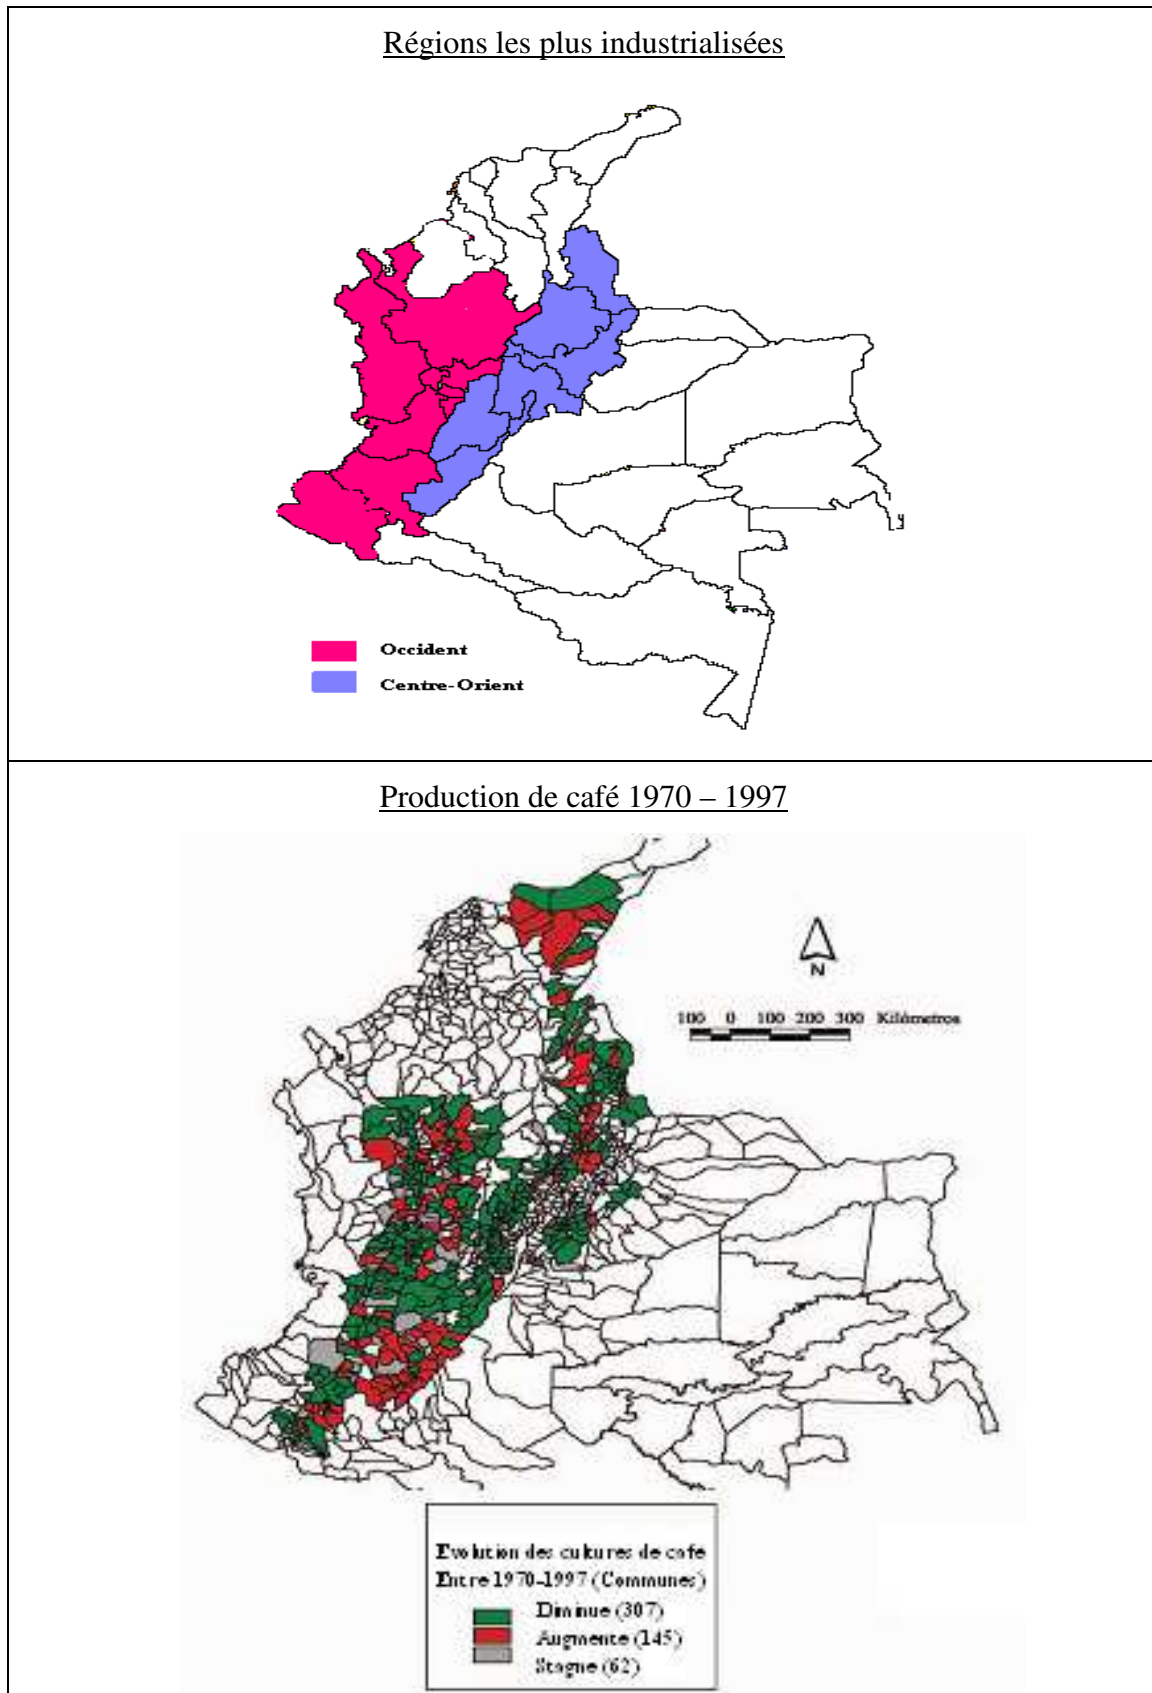 Régions les plus industrialisées
Occident
Centre-Orient
Production de café 1970 – 1997
N
100 0 100 200 300 Kilómetros
Evolution des cultures de café
Entre 1970-1997 (Communes)
Diminue (307)
Augmente (145)
Stagne (62)